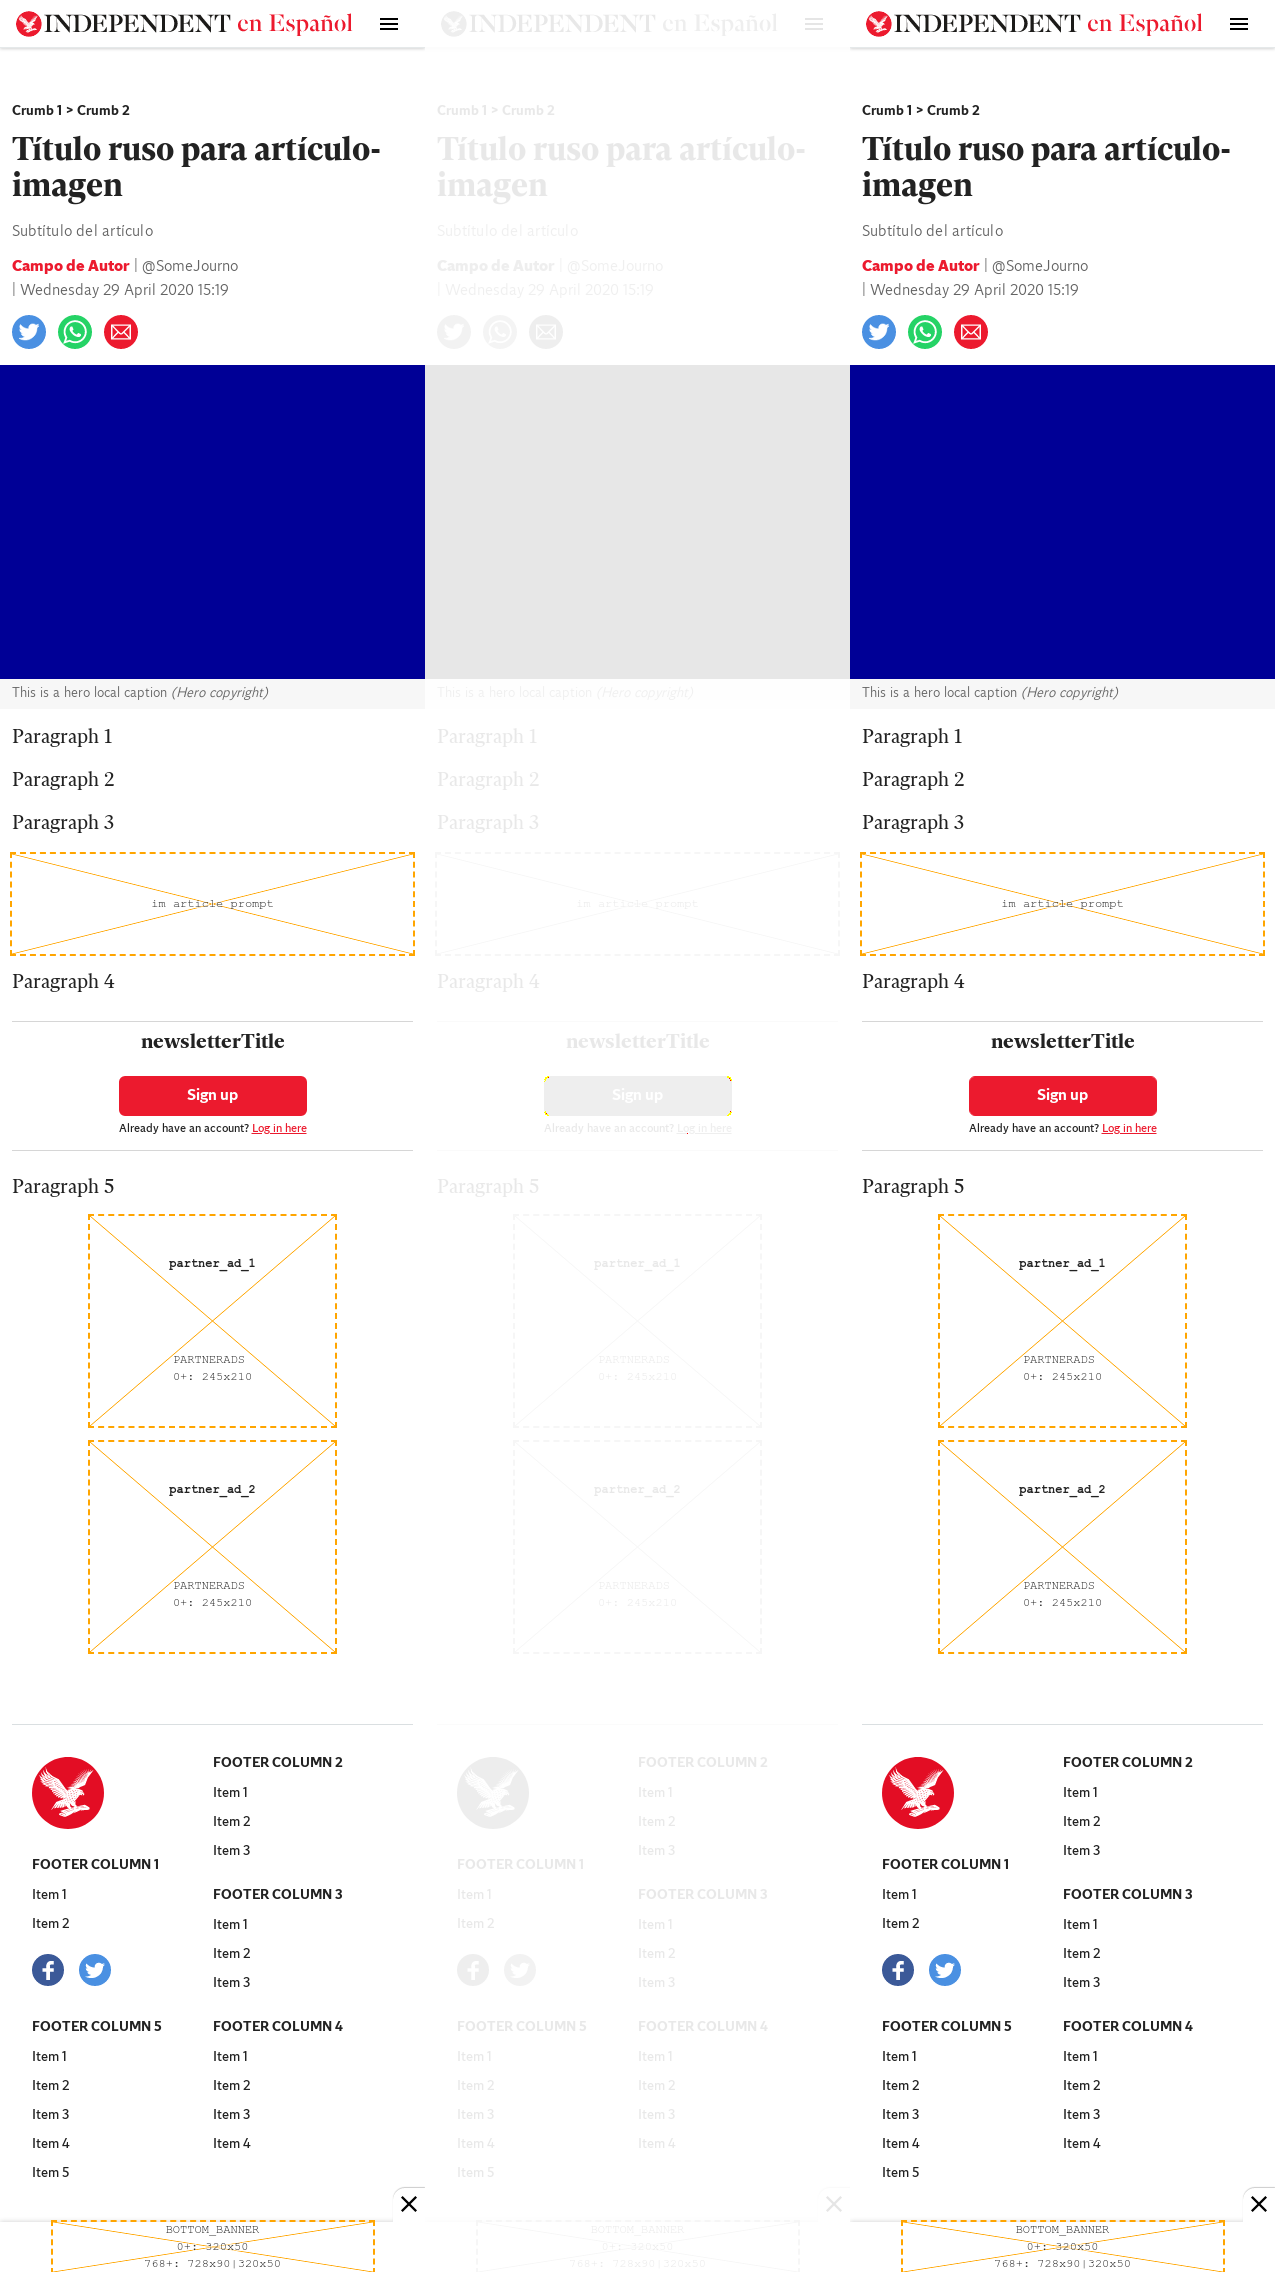 INDEPENDENT en Español
Crumb 1 > Crumb 2
Título ruso para artículo-
imagen
Subtítulo del artículo
Campo de Autor | @SomeJourno
| Wednesday 29 April 2020 15:19
This is a hero local caption (Hero copyright)
Paragraph 1
Paragraph 2
Paragraph 3
im article prompt
Paragraph 4
newsletterTitle
Sign up
Already have an account? Log in here
Paragraph 5
partner_ad_1
PARTNERADS
0+: 245x210
partner_ad_2
PARTNERADS
0+: 245x210
FOOTER COLUMN 1
Item 1
Item 2
FOOTER COLUMN 5
Item 1
Item 2
Item 3
Item 4
Item 5
FOOTER COLUMN 2
Item 1
Item 2
Item 3
FOOTER COLUMN 3
Item 1
Item 2
Item 3
FOOTER COLUMN 4
Item 1
Item 2
Item 3
Item 4
BOTTOM_BANNER
0+: 320x50
768+: 728x90|320x50
INDEPENDENT en Español
Crumb 1 > Crumb 2
Título ruso para artículo-
imagen
Subtítulo del artículo
Campo de Autor | @SomeJourno
| Wednesday 29 April 2020 15:19
This is a hero local caption (Hero copyright)
Paragraph 1
Paragraph 2
Paragraph 3
im article prompt
Paragraph 4
newsletterTitle
Sign up
Already have an account? Log in here
Paragraph 5
partner_ad_1
PARTNERADS
0+: 245x210
partner_ad_2
PARTNERADS
0+: 245x210
FOOTER COLUMN 1
Item 1
Item 2
FOOTER COLUMN 5
Item 1
Item 2
Item 3
Item 4
Item 5
FOOTER COLUMN 2
Item 1
Item 2
Item 3
FOOTER COLUMN 3
Item 1
Item 2
Item 3
FOOTER COLUMN 4
Item 1
Item 2
Item 3
Item 4
BOTTOM_BANNER
0+: 320x50
768+: 728x90|320x50
INDEPENDENT en Español
Crumb 1 > Crumb 2
Título ruso para artículo-
imagen
Subtítulo del artículo
Campo de Autor | @SomeJourno
| Wednesday 29 April 2020 15:19
This is a hero local caption (Hero copyright)
Paragraph 1
Paragraph 2
Paragraph 3
im article prompt
Paragraph 4
newsletterTitle
Sign up
Already have an account? Log in here
Paragraph 5
partner_ad_1
PARTNERADS
0+: 245x210
partner_ad_2
PARTNERADS
0+: 245x210
FOOTER COLUMN 1
Item 1
Item 2
FOOTER COLUMN 5
Item 1
Item 2
Item 3
Item 4
Item 5
FOOTER COLUMN 2
Item 1
Item 2
Item 3
FOOTER COLUMN 3
Item 1
Item 2
Item 3
FOOTER COLUMN 4
Item 1
Item 2
Item 3
Item 4
BOTTOM_BANNER
0+: 320x50
768+: 728x90|320x50